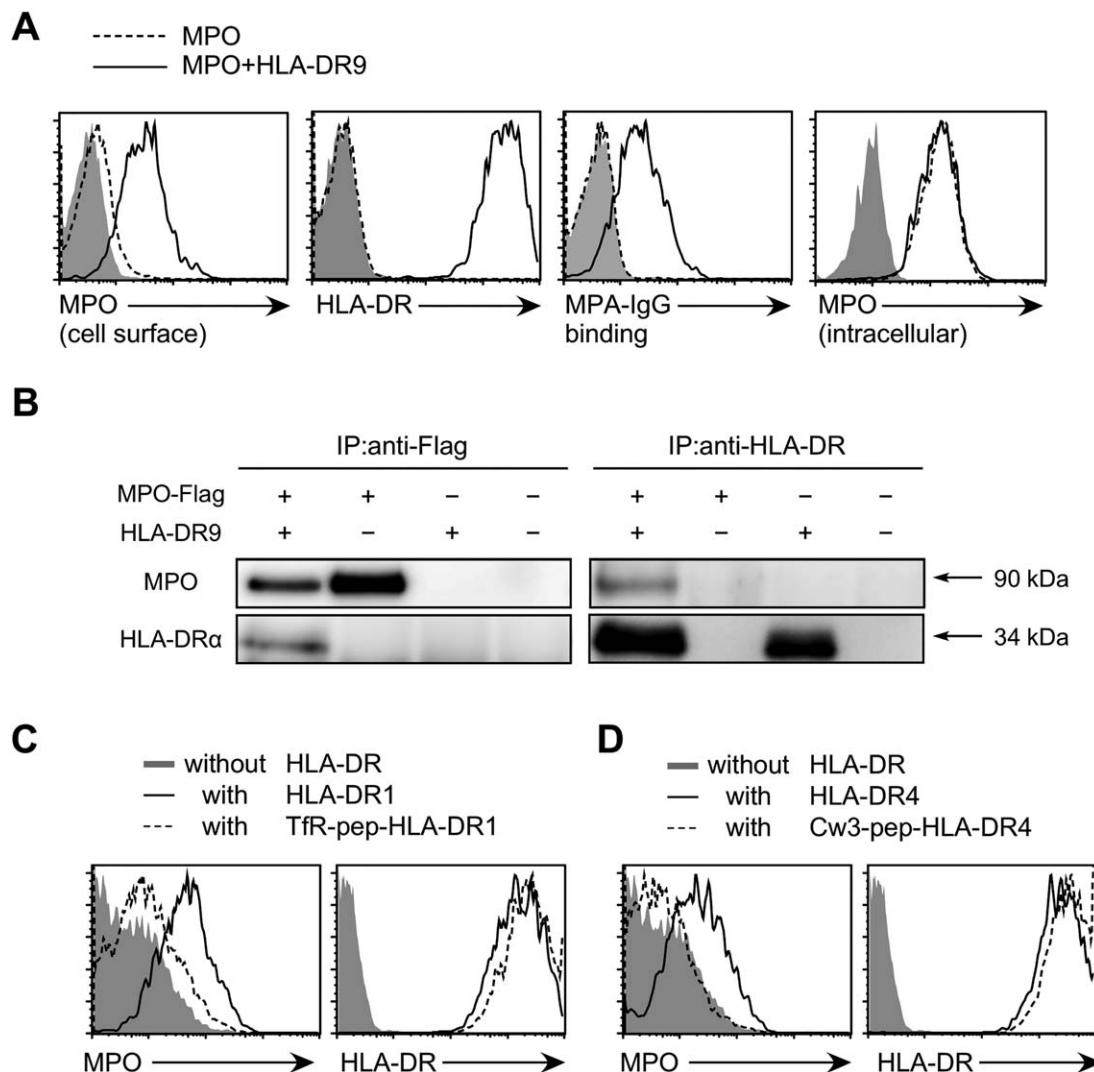 A
MPO
MPO+HLA-DR9
MPO
(cell surface)
HLA-DR
MPA-IgG
binding
MPO
(intracellular)
B
IP:anti-Flag
IP:anti-HLA-DR
MPO-Flag + + – – + + – –
HLA-DR9 + – + – + – + –
MPO
90 kDa
HLA-DRα
34 kDa
C
without HLA-DR
with HLA-DR1
with TfR-pep-HLA-DR1
MPO
HLA-DR
D
without HLA-DR
with HLA-DR4
with Cw3-pep-HLA-DR4
MPO
HLA-DR